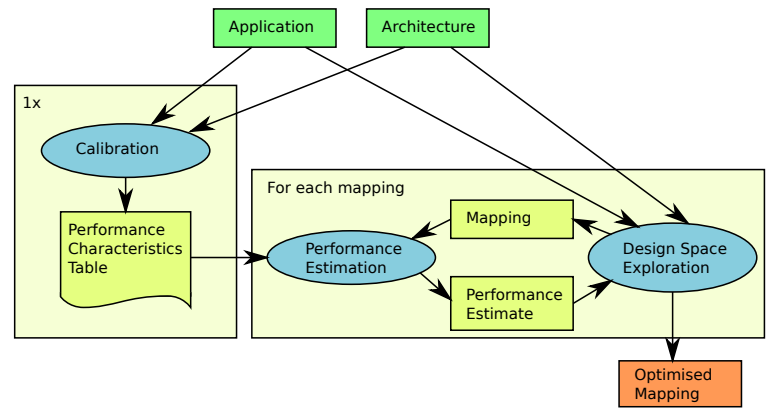 Application
Architecture
1x
Calibration
Performance
Characteristics
Table
For each mapping
Performance
Estimation
Mapping
Performance
Estimate
Design Space
Exploration
Optimised
Mapping